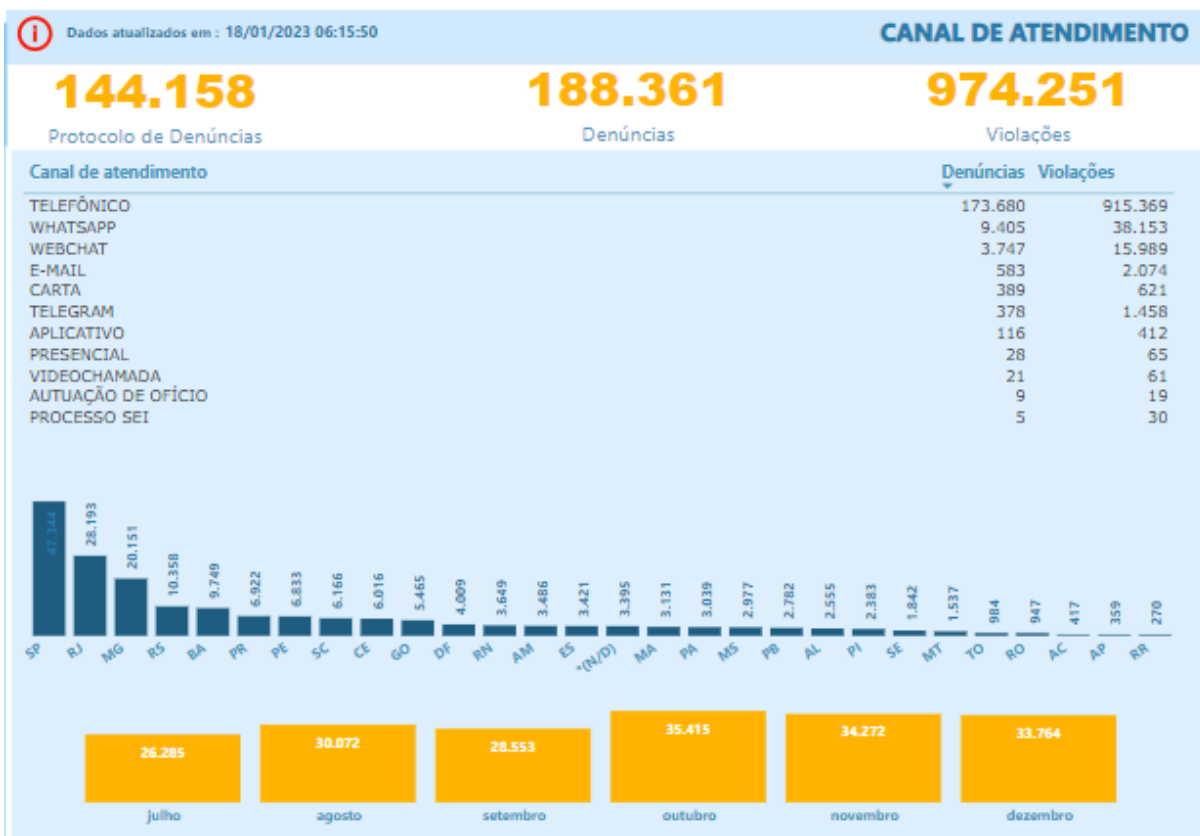 Dados atualizados em : 18/01/2023 06:15:50 CANAL DE ATENDIMENTO
144.158 188.361 974.251
Protocolo de Denúncias Denúncias Violações
Canal de atendimento Denúncias Violações
TELEFÔNICO 173.680 915.369
WHATSAPP 9.405 38.153
WEBCHAT 3.747 15.989
E-MAIL 583 2.074
CARTA 389 621
TELEGRAM 378 1.458
APLICATIVO 116 412
PRESENCIAL 28 65
VIDEOCHAMADA 21 61
AUTUAÇÃO DE OFÍCIO 9 19
PROCESSO SEI 5 30
47.344 28.193 20.151 10.358 9.749 6.922 6.833 6.166 6.016 5.465 4.009 3.649 3.486 3.421 3.395 3.131 3.039 2.977 2.782 2.555 2.383 1.842 1.537 984 947 417 359 270
SP RJ MG RS BA PR PE SC CE GO DF RN AM ES *(N/D) MA PA MS PB AL PI SE MT TO RO AC AP RR
26.285 30.072 28.553 35.415 34.272 33.764
julho agosto setembro outubro novembro dezembro